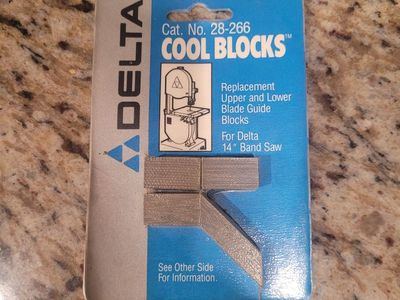 DELTA
Cat. No. 28-266
COOL BLOCKS™
Replacement
Upper and Lower
Blade Guide
Blocks
For Delta
14" Band Saw
See Other Side
For Information.